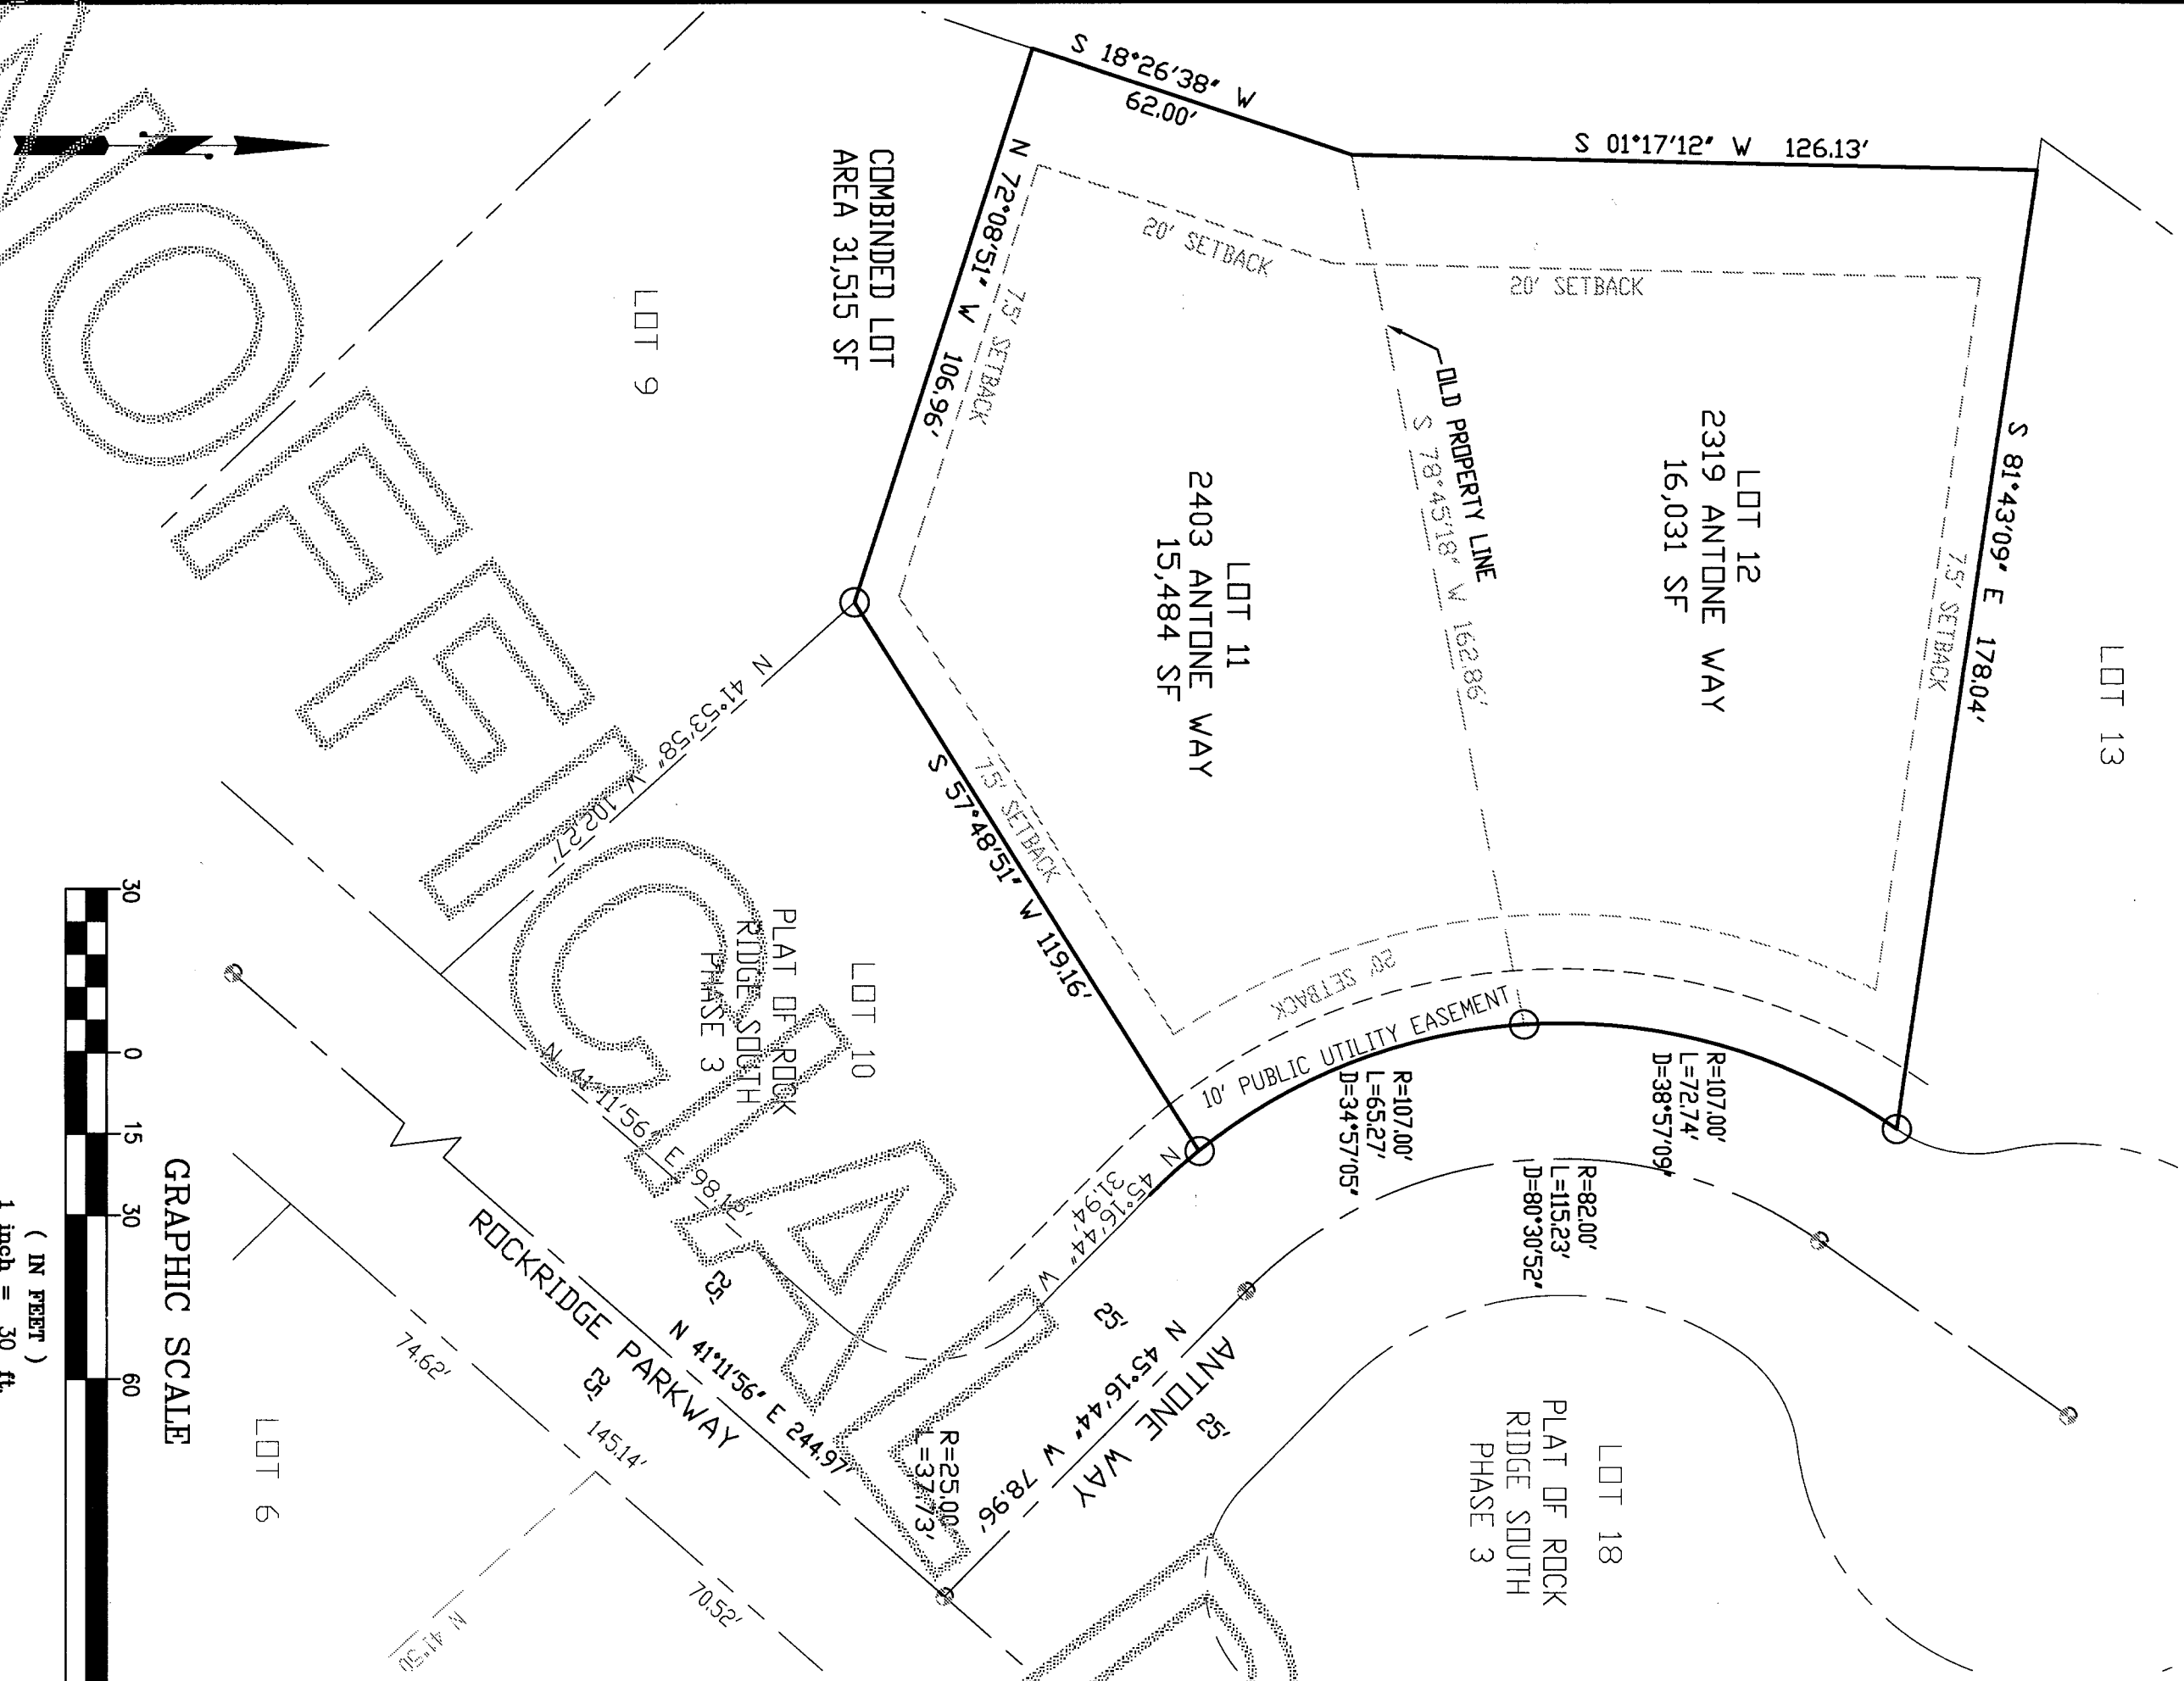 S 18°26'38" W
62.00'
S 01°17'12" W 126.13'
20' SETBACK
20' SETBACK
N 72°08'51" W 106.96'
7.5' SETBACK
COMBINDED LOT
AREA 31,515 SF
LOT 9
OLD PROPERTY LINE
S 78°45'18" W 162.86'
LOT 12
2319 ANTONE WAY
16,031 SF
S 81°43'09" E 178.04'
7.5' SETBACK
LOT 13
LOT 11
2403 ANTONE WAY
15,484 SF
S 57°48'51" W 119.16'
7.5' SETBACK
20' SETBACK
10' PUBLIC UTILITY EASEMENT
R=107.00'
L=72.74'
D=38°57'09"
R=107.00'
L=65.27'
D=34°57'05"
R=82.00'
L=115.23'
D=80°30'52"
N 41°53'58" W 102.27'
LOT 10
PLAT OF ROCK
RIDGE SOUTH
PHASE 3
N 41°11'56" E 98.12'
N 45°16'44" W
31.94'
25'
25'
N 45°16'44" W 78.96'
ANTONE WAY
LOT 18
PLAT OF ROCK
RIDGE SOUTH
PHASE 3
25'
25'
N 41°11'56" E 244.97'
ROCKRIDGE PARKWAY
R=25.00'
L=37.73'
74.62'
145.14'
70.52'
N 41°50
LOT 6
GRAPHIC SCALE
30 0 15 30 60
( IN FEET )
1 inch = 30 ft.
OFFICIAL